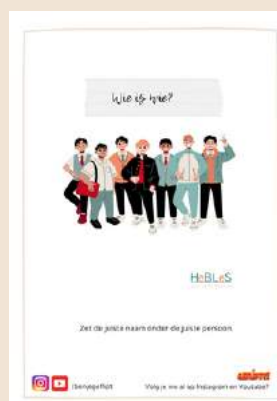 Wie is wie?
HeBLeS
Zet de juiste naam onder de juiste persoon.
Volg je me al op Instagram en Youtube?